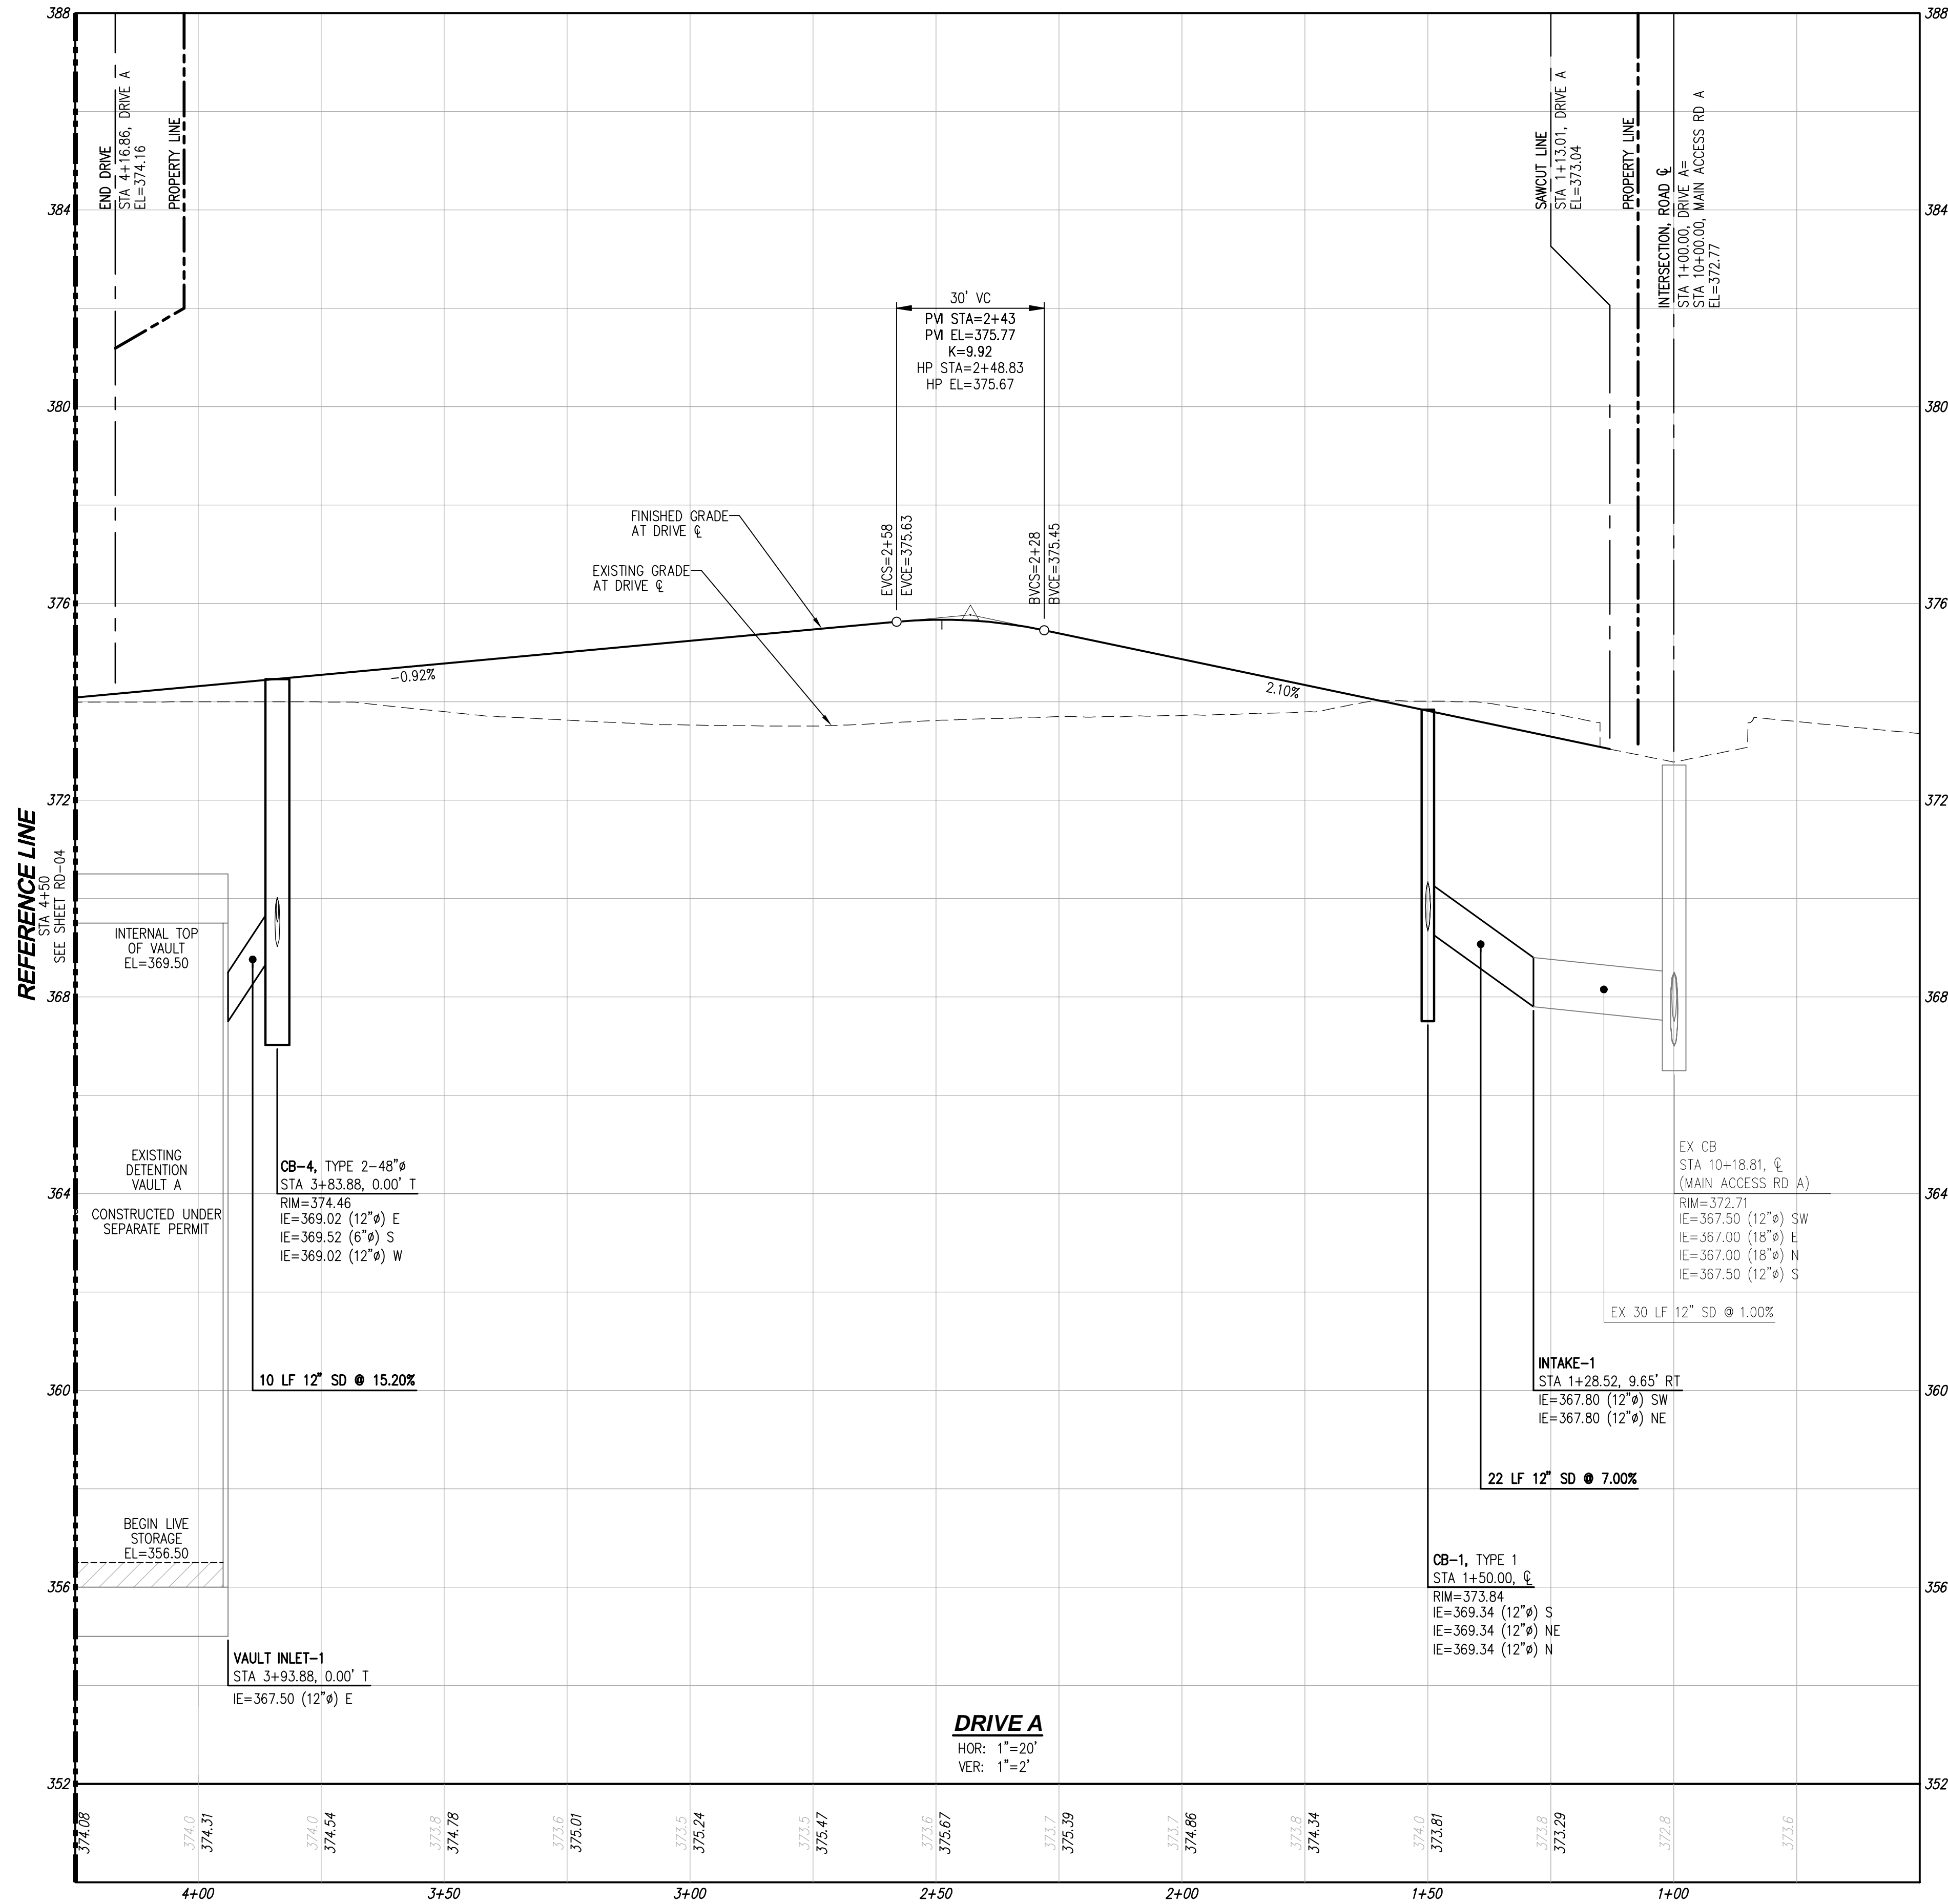 388
384
380
376
372
368
364
360
356
352
388
384
380
376
372
368
364
360
356
352
END DRIVE
STA 4+16.86, DRIVE A
EL=374.16
PROPERTY LINE
SAWCUT LINE
STA 1+13.01, DRIVE A
EL=373.04
PROPERTY LINE
INTERSECTION, ROAD ℄
STA 1+00.00, DRIVE A=
STA 10+00.00, MAIN ACCESS RD A
EL=372.77
30' VC
PVI STA=2+43
PVI EL=375.77
K=9.92
HP STA=2+48.83
HP EL=375.67
FINISHED GRADE
AT DRIVE ℄
EXISTING GRADE
AT DRIVE ℄
EVCS=2+58
EVCE=375.63
BVCS=2+28
BVCE=375.45
-0.92%
2.10%
REFERENCE LINE
STA 4+50
SEE SHEET RD-04
INTERNAL TOP
OF VAULT
EL=369.50
EXISTING
DETENTION
VAULT A
CONSTRUCTED UNDER
SEPARATE PERMIT
CB-4, TYPE 2-48"ø
STA 3+83.88, 0.00' T
RIM=374.46
IE=369.02 (12"ø) E
IE=369.52 (6"ø) S
IE=369.02 (12"ø) W
10 LF 12" SD @ 15.20%
BEGIN LIVE
STORAGE
EL=356.50
VAULT INLET-1
STA 3+93.88, 0.00' T
IE=367.50 (12"ø) E
EX CB
STA 10+18.81, ℄
(MAIN ACCESS RD A)
RIM=372.71
IE=367.50 (12"ø) SW
IE=367.00 (18"ø) E
IE=367.00 (18"ø) N
IE=367.50 (12"ø) S
EX 30 LF 12" SD @ 1.00%
INTAKE-1
STA 1+28.52, 9.65' RT
IE=367.80 (12"ø) SW
IE=367.80 (12"ø) NE
22 LF 12" SD @ 7.00%
CB-1, TYPE 1
STA 1+50.00, ℄
RIM=373.84
IE=369.34 (12"ø) S
IE=369.34 (12"ø) NE
IE=369.34 (12"ø) N
DRIVE A
HOR: 1"=20'
VER: 1"=2'
374.08
374.0
374.31
374.0
374.54
373.8
374.78
373.6
375.01
373.5
375.24
373.5
375.47
373.6
375.67
373.7
375.39
373.7
374.86
373.8
374.34
374.0
373.81
373.8
373.29
372.8
373.6
4+00
3+50
3+00
2+50
2+00
1+50
1+00